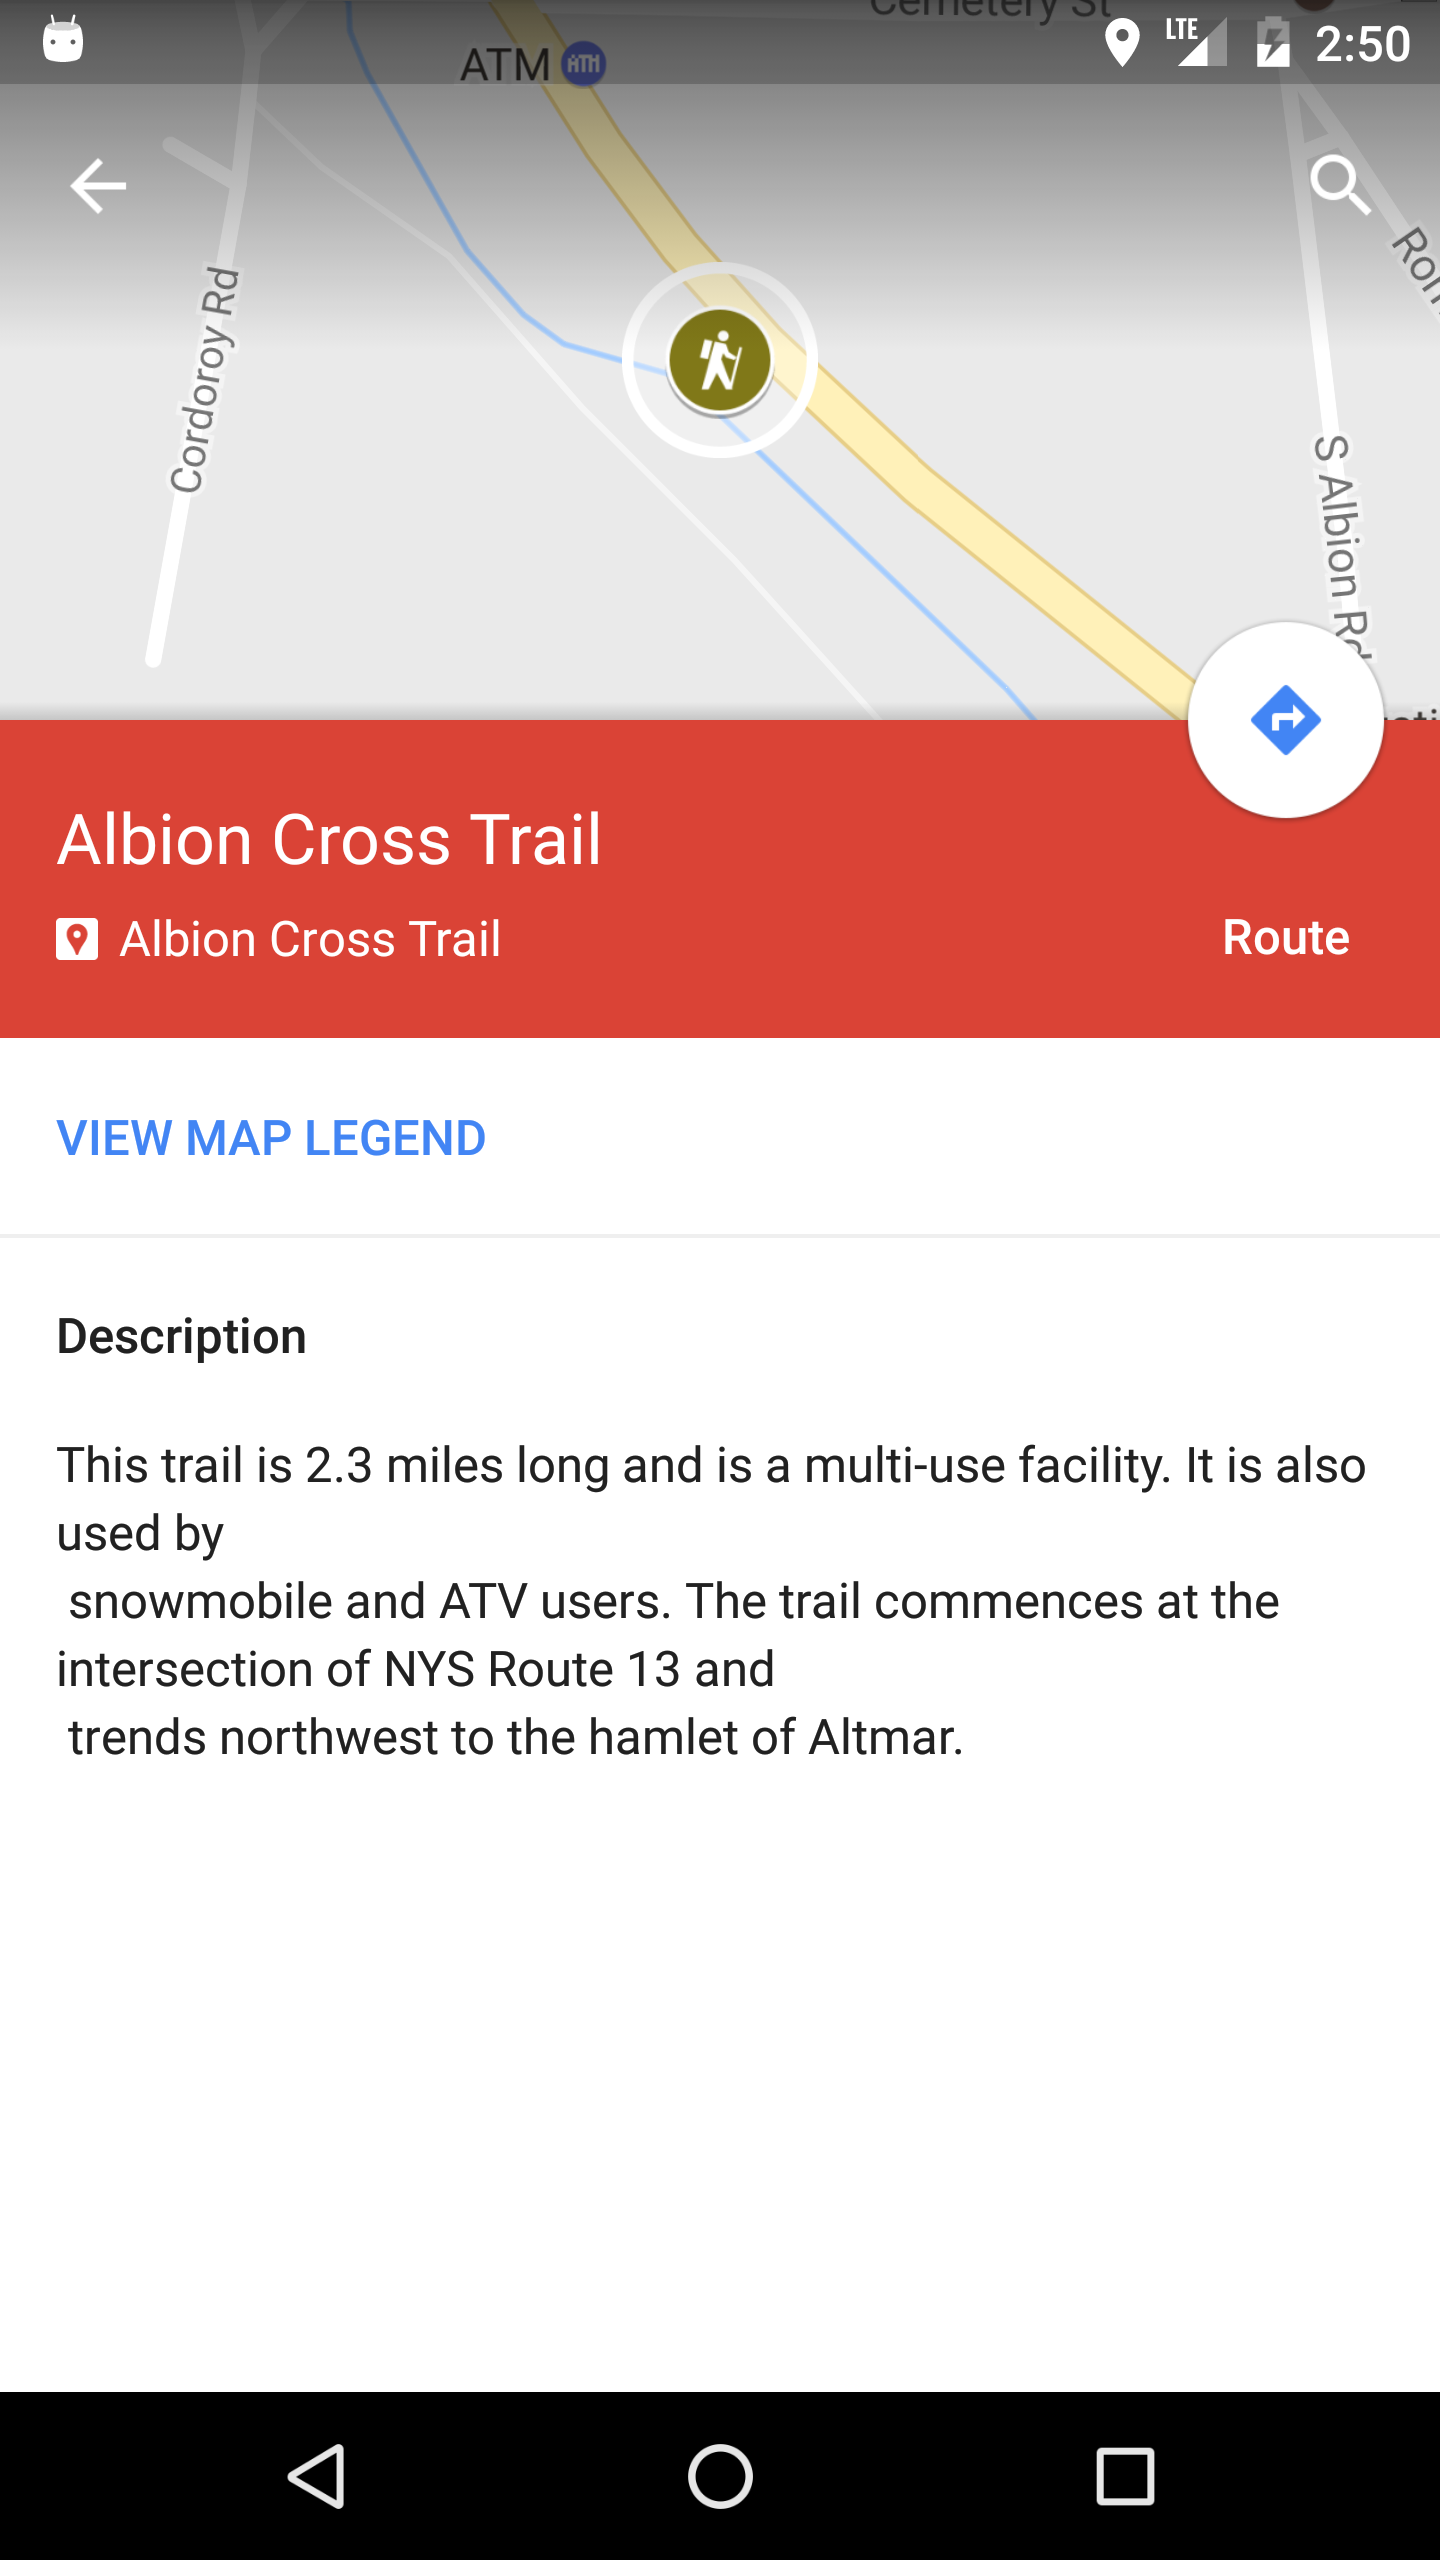 Cemetery St
LTE
2:50
ATM
Cordoroy Rd
S Albion Rd
Albion Cross Trail
Albion Cross Trail
Route
VIEW MAP LEGEND
Description
This trail is 2.3 miles long and is a multi-use facility. It is also
used by
snowmobile and ATV users. The trail commences at the
intersection of NYS Route 13 and
trends northwest to the hamlet of Altmar.